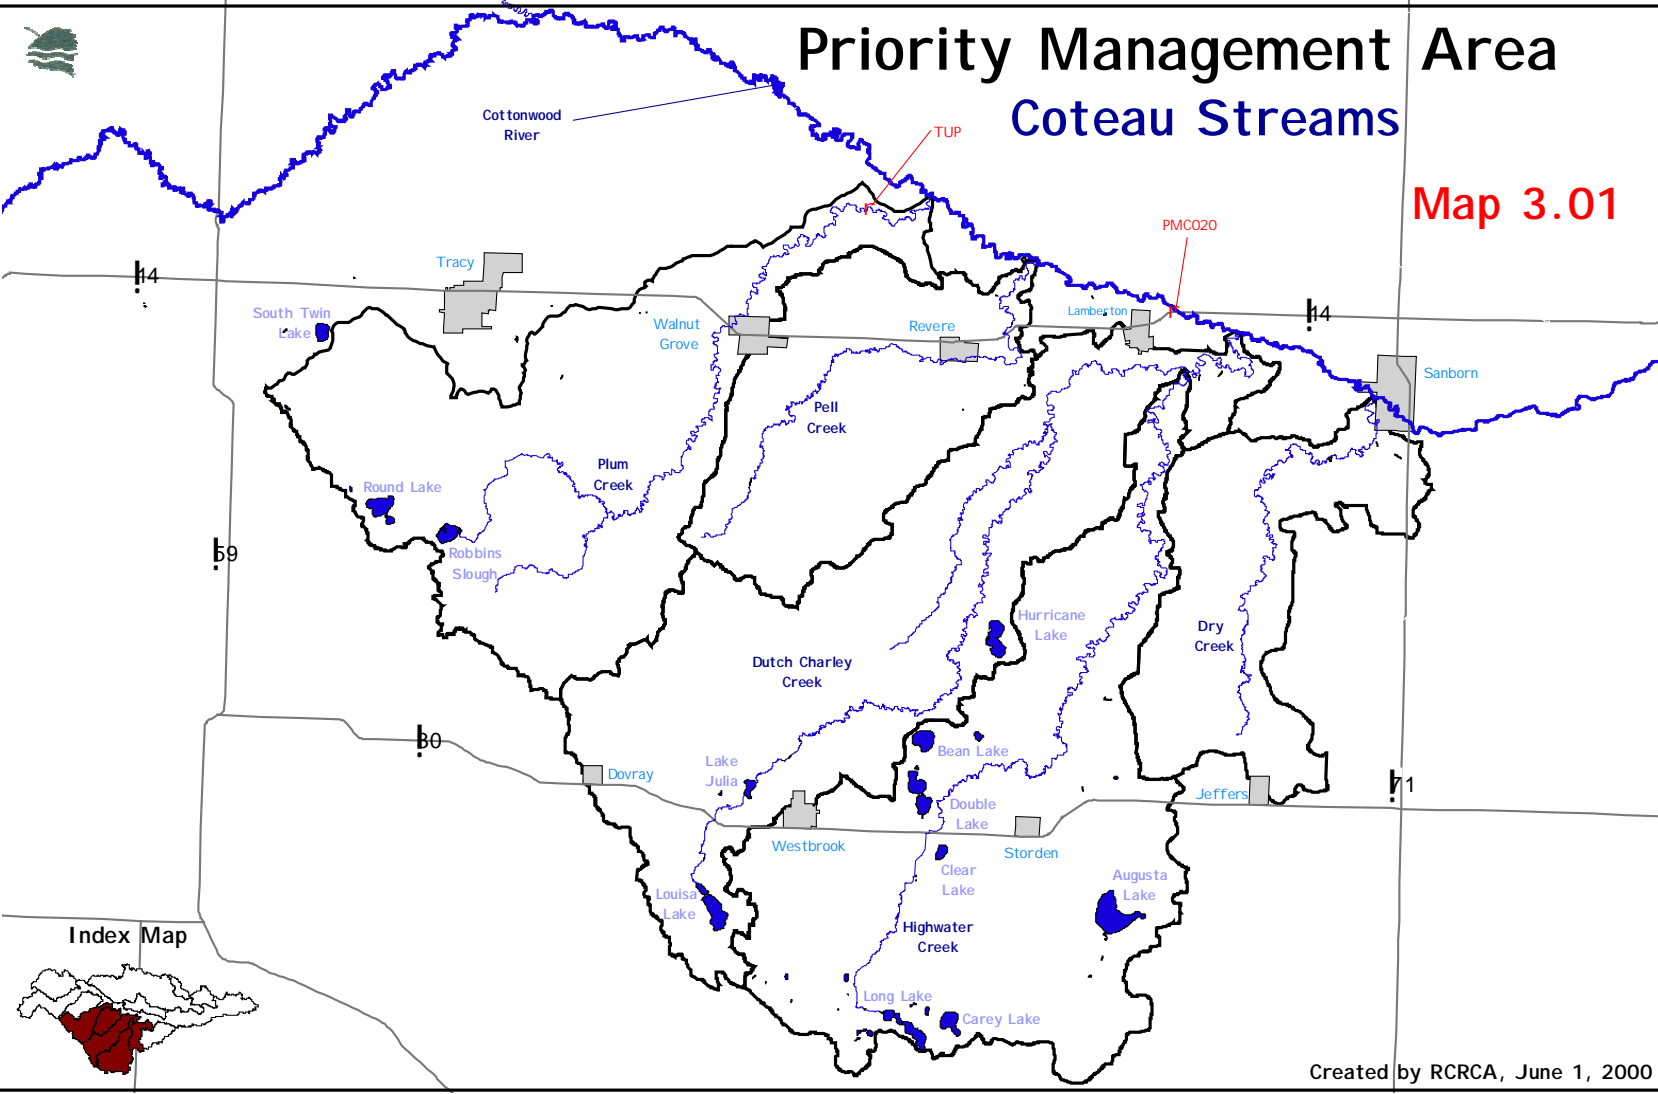 Priority Management Area
Coteau Streams
Map 3.01
Cottonwood
River
TUP
PMC020
Tracy
14
South Twin
Lake
Walnut
Grove
Revere
Lamberton
14
Sanborn
Pell
Creek
Plum
Creek
Round Lake
Robbins
Slough
59
Hurricane
Lake
Dry
Creek
Dutch Charley
Creek
30
Bean Lake
Lake
Julia
Dovray
Double
Lake
Jeffers
71
Westbrook
Storden
Clear
Lake
Augusta
Lake
Louisa
Lake
Highwater
Creek
Index Map
Long Lake
Carey Lake
Created by RCRCA, June 1, 2000